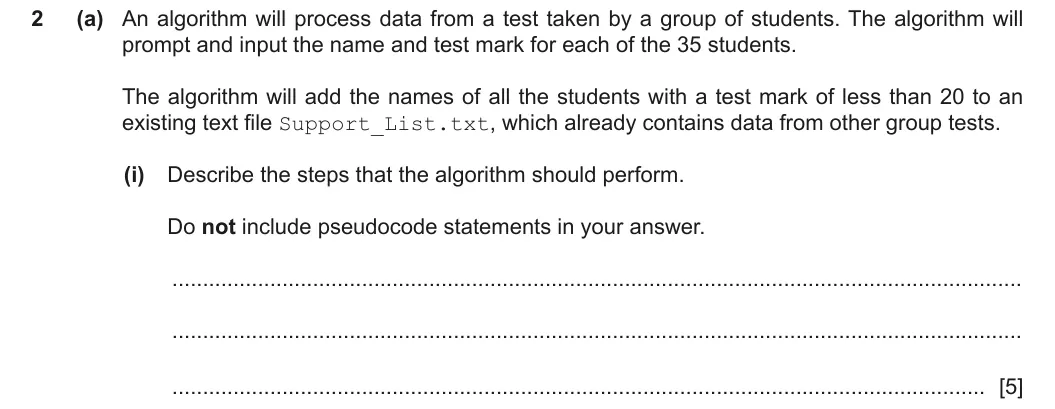 2 (a) An algorithm will process data from a test taken by a group of students. The algorithm will
prompt and input the name and test mark for each of the 35 students.
The algorithm will add the names of all the students with a test mark of less than 20 to an
existing text file Support_List.txt, which already contains data from other group tests.
(i) Describe the steps that the algorithm should perform.
Do not include pseudocode statements in your answer.
..........................................................................................................................................
..........................................................................................................................................
..................................................................................................................................... [5]